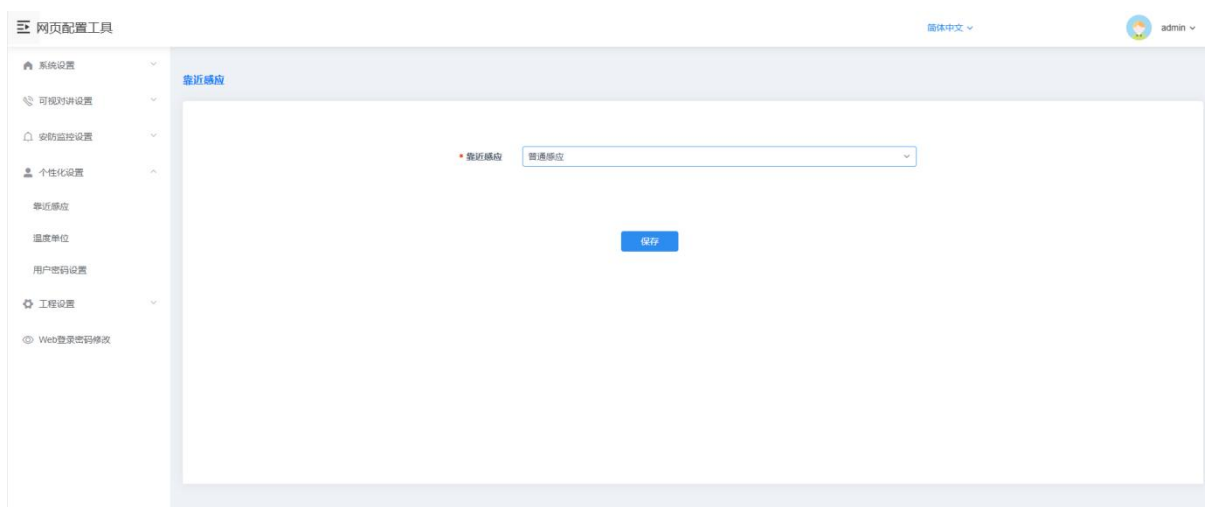 网页配置工具
简体中文
admin
系统设置
可视对讲设置
安防监控设置
个性化设置
靠近感应
温度单位
用户密码设置
工程设置
Web登录密码修改
靠近感应
* 靠近感应 普通感应
保存